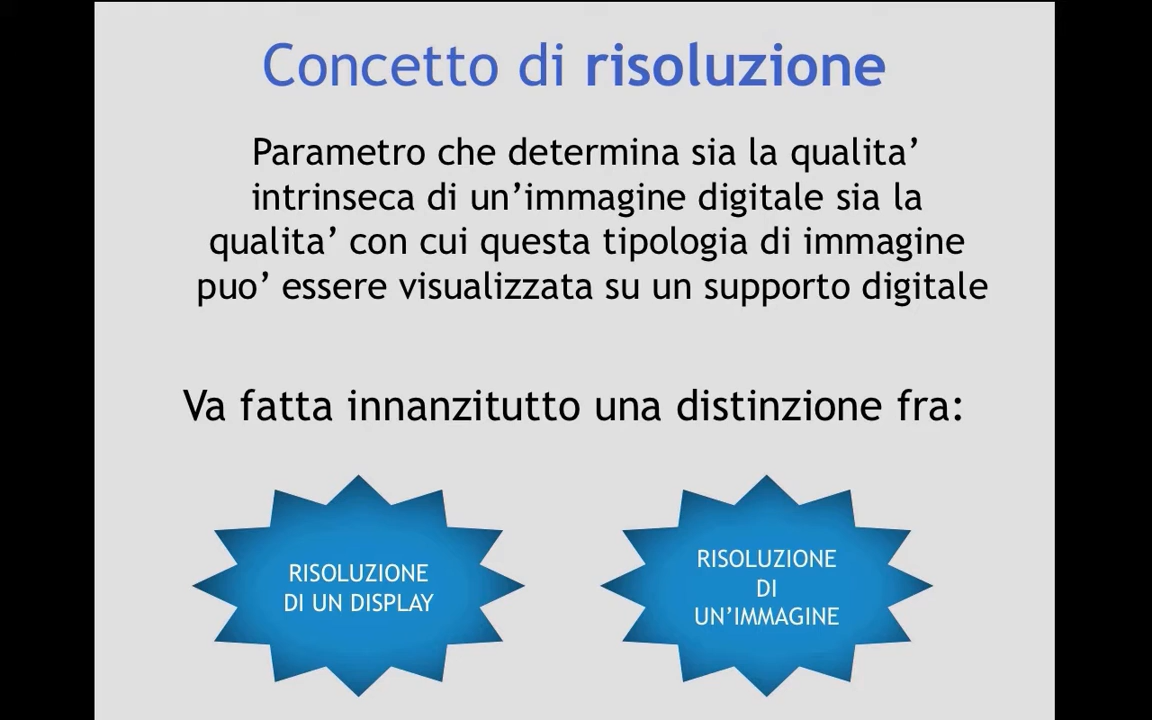 Concetto di risoluzione
Parametro che determina sia la qualita’
intrinseca di un’immagine digitale sia la
qualita’ con cui questa tipologia di immagine
puo’ essere visualizzata su un supporto digitale
Va fatta innanzitutto una distinzione fra:
RISOLUZIONE
DI UN DISPLAY
RISOLUZIONE
DI
UN’IMMAGINE